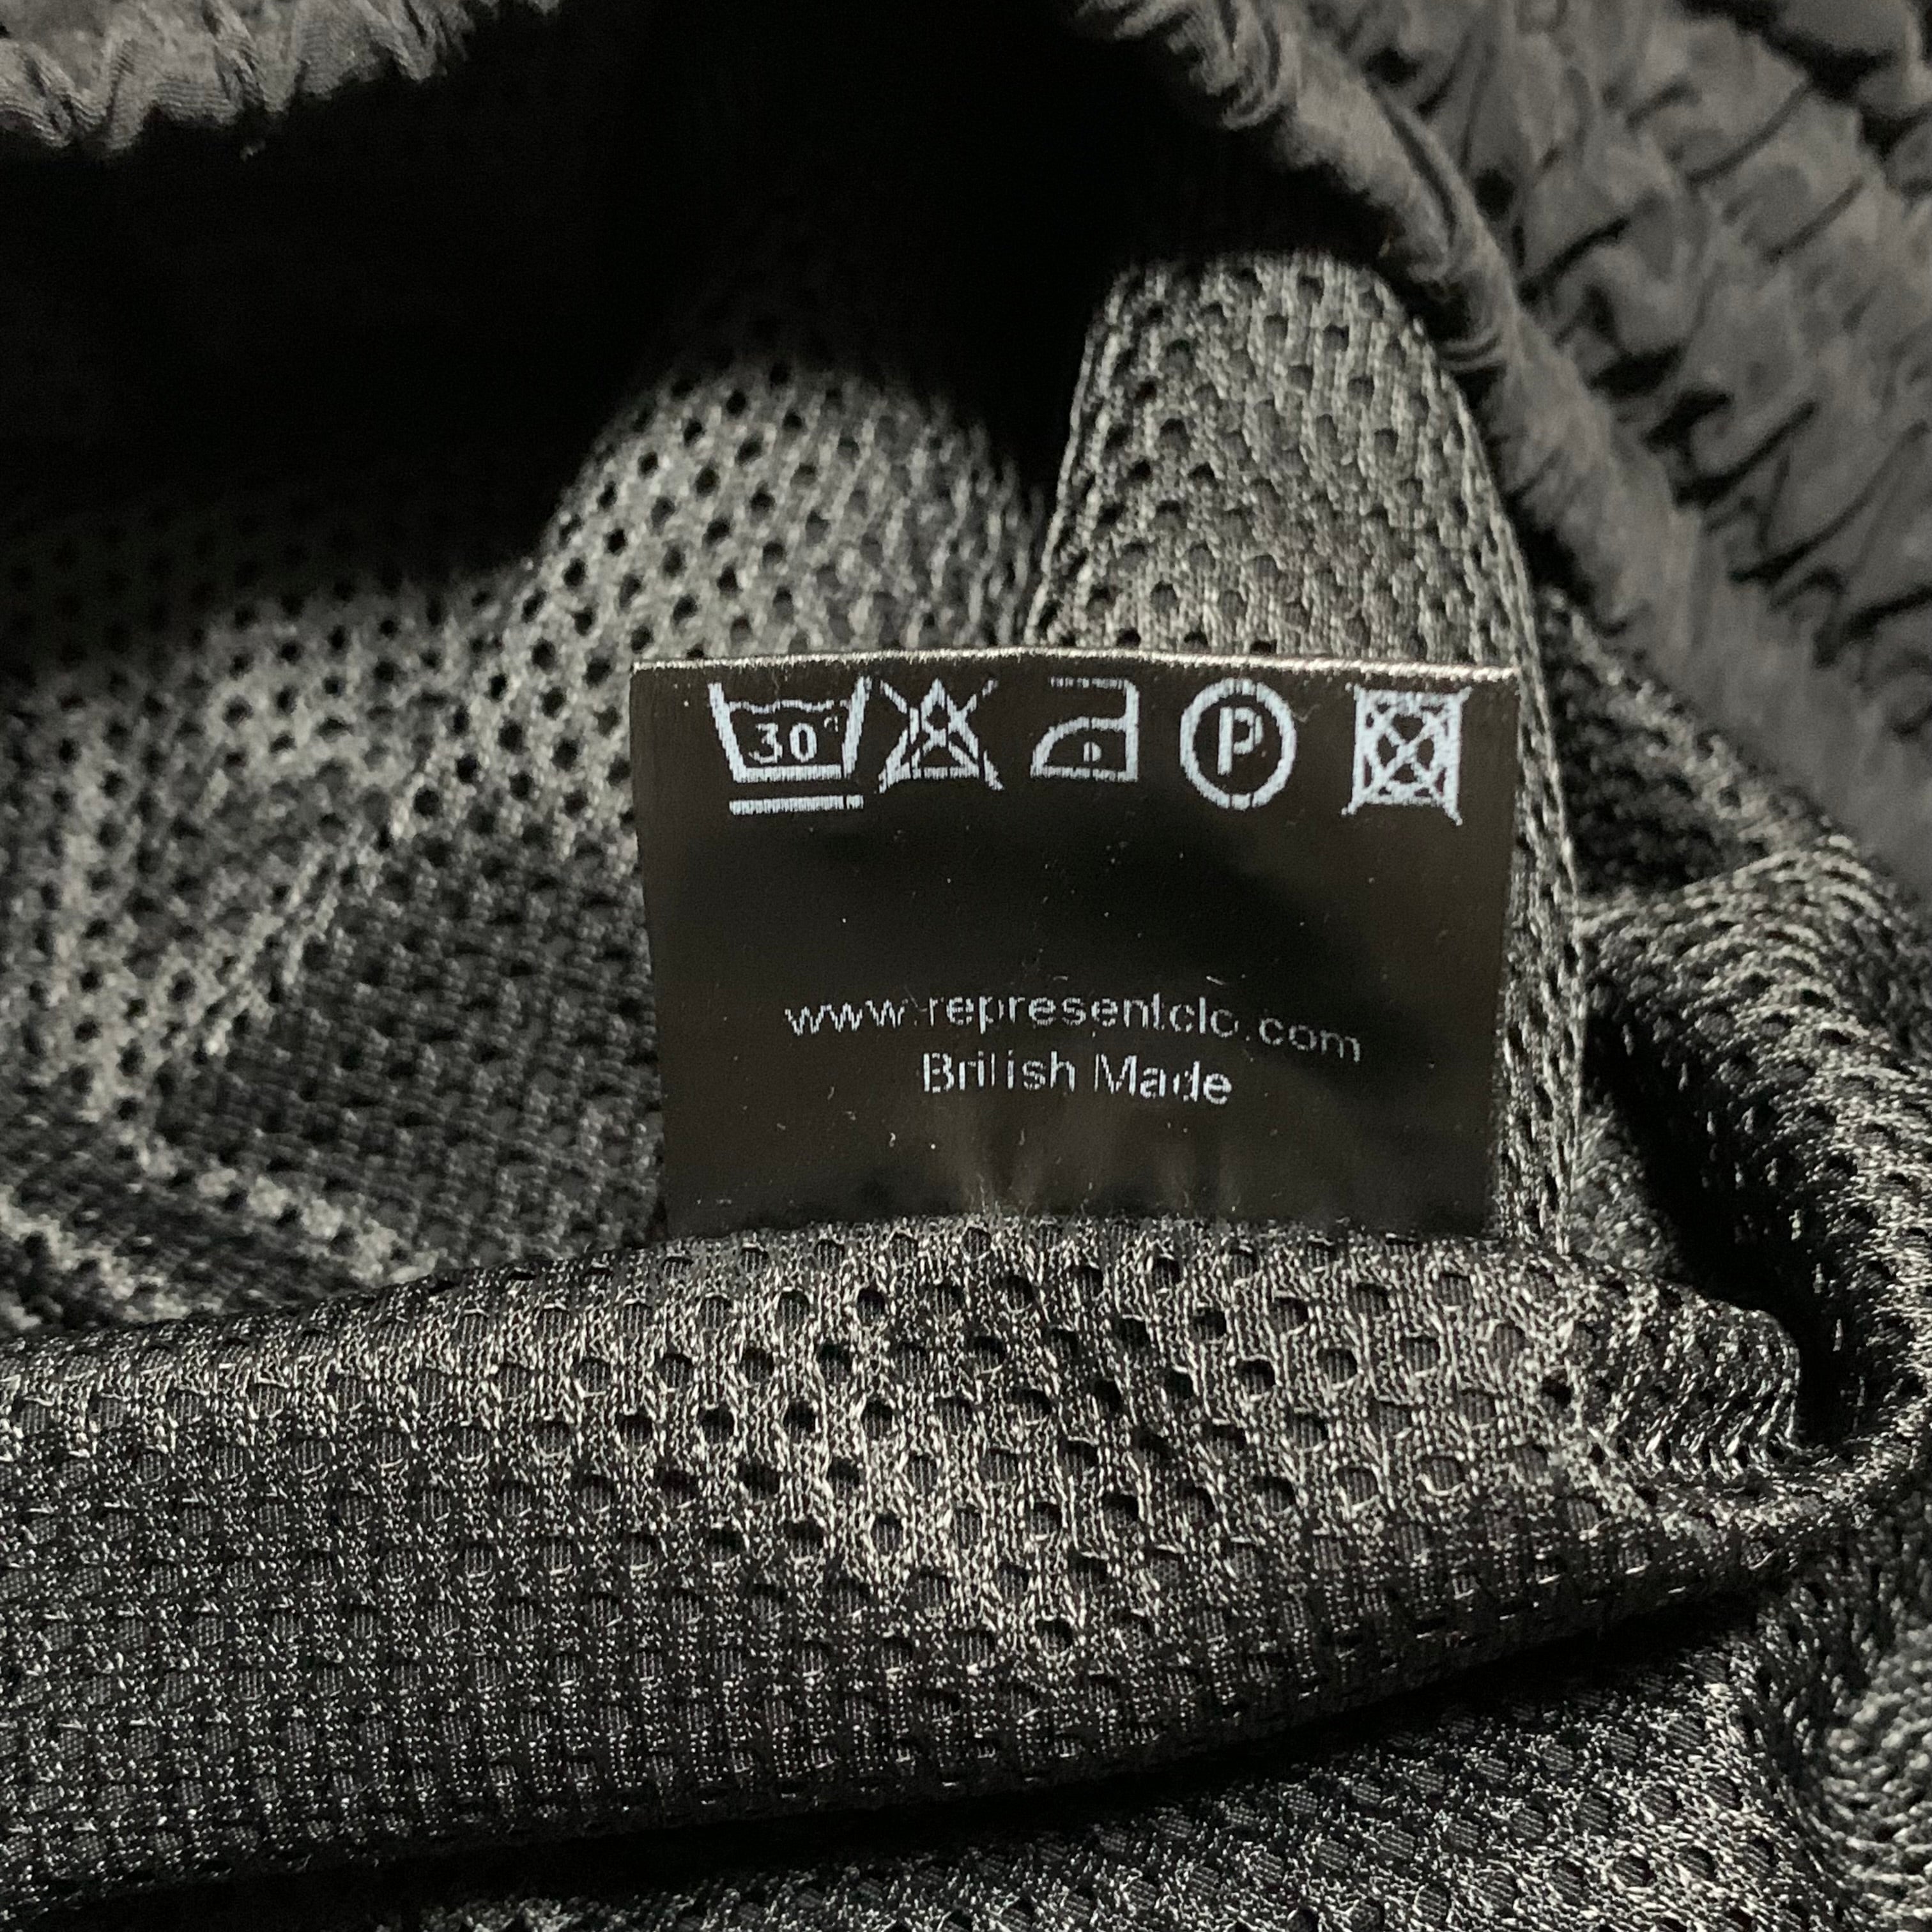 30° P
www.representclo.com
British Made